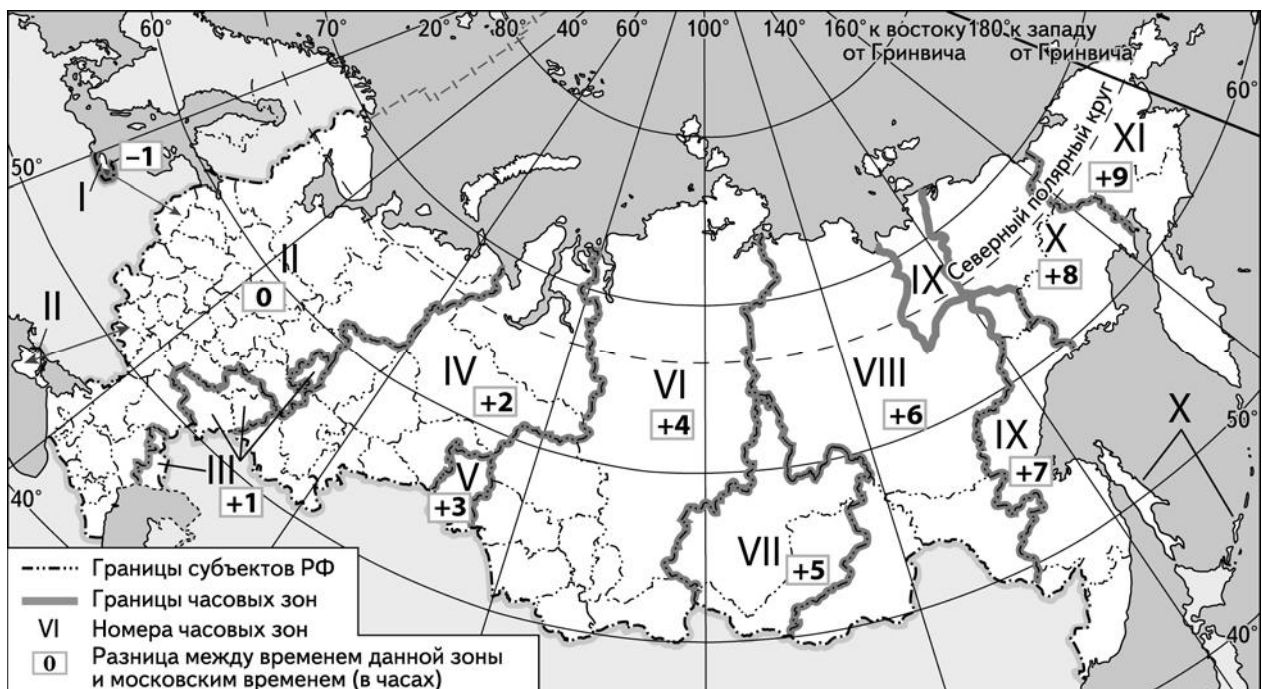 60° 70° 20° 40° 60° 80° 100° 120° 140° 160° к востоку 180° к западу
от Гринвича от Гринвича
60°
50°
–1
I
II
0
II
III
+1
IV
+2
V
+3
VI
+4
VII
+5
VIII
+6
IX
IX
+7
X
+8
XI
+9
Северный полярный круг
X
50°
40°
40°
Границы субъектов РФ
Границы часовых зон
VI Номера часовых зон
0 Разница между временем данной зоны
и московским временем (в часах)